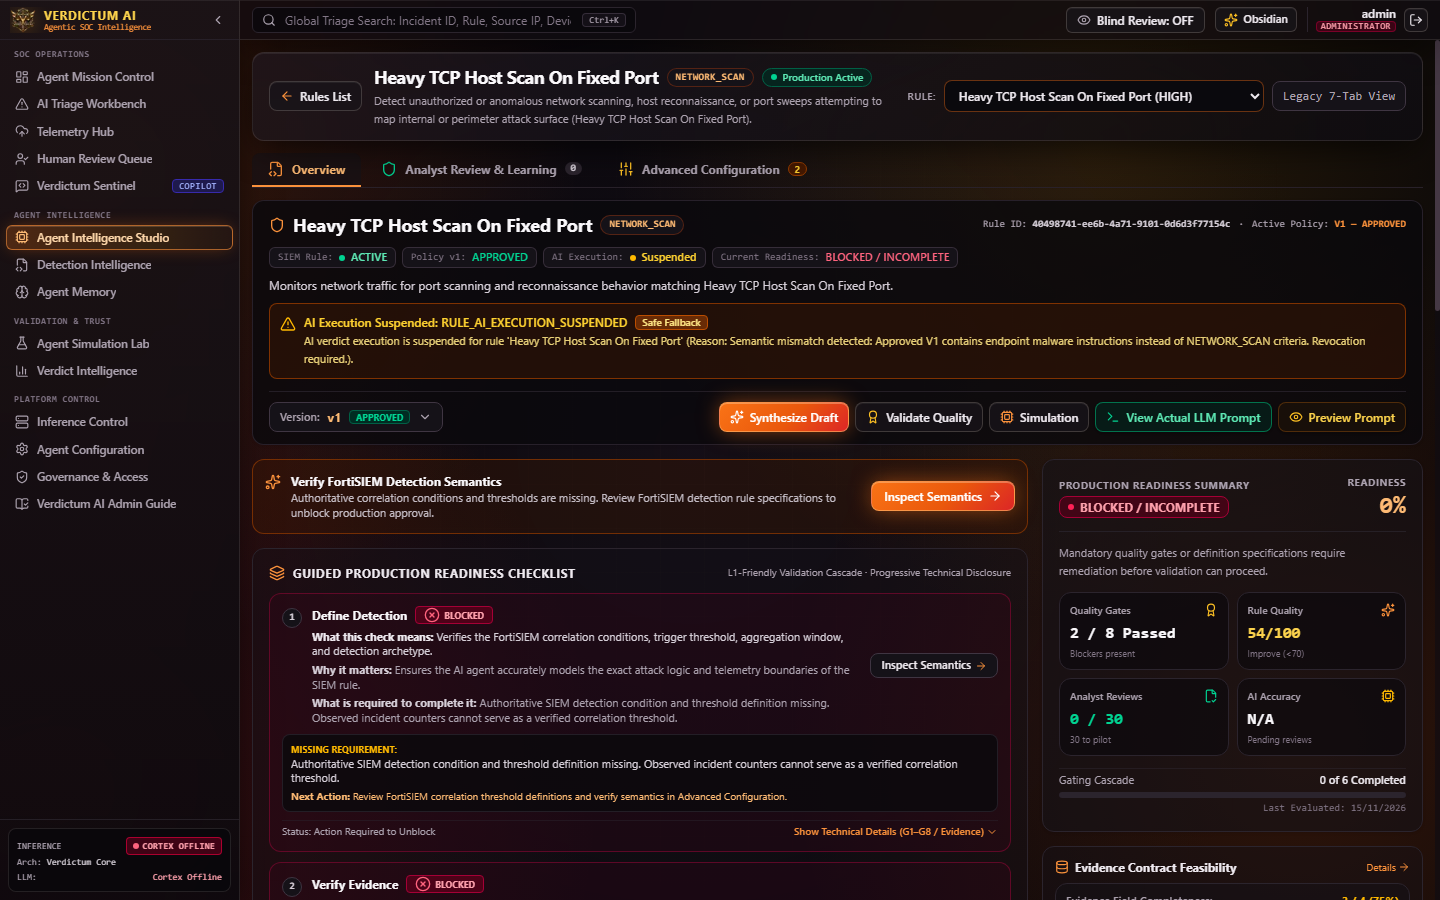 VERDICTUM AI
Agentic SOC Intelligence
Global Triage Search: Incident ID, Rule, Source IP, Devi
Ctrl+K
Blind Review: OFF
Obsidian
admin
ADMINISTRATOR
SOC OPERATIONS
Agent Mission Control
AI Triage Workbench
Telemetry Hub
Human Review Queue
Verdictum Sentinel
COPILOT
AGENT INTELLIGENCE
Agent Intelligence Studio
Detection Intelligence
Agent Memory
VALIDATION & TRUST
Agent Simulation Lab
Verdict Intelligence
PLATFORM CONTROL
Inference Control
Agent Configuration
Governance & Access
Verdictum AI Admin Guide
INFERENCE
CORTEX OFFLINE
Arch: Verdictum Core
LLM:
Cortex Offline
Rules List
Heavy TCP Host Scan On Fixed Port
NETWORK_SCAN
Production Active
Detect unauthorized or anomalous network scanning, host reconnaissance, or port sweeps attempting to
map internal or perimeter attack surface (Heavy TCP Host Scan On Fixed Port).
RULE:
Heavy TCP Host Scan On Fixed Port (HIGH)
Legacy 7-Tab View
Overview
Analyst Review & Learning
0
Advanced Configuration
2
Heavy TCP Host Scan On Fixed Port
NETWORK_SCAN
Rule ID: 40498741-ee6b-4a71-9101-0d6d3f77154c · Active Policy: V1 — APPROVED
SIEM Rule: ACTIVE
Policy v1: APPROVED
AI Execution: Suspended
Current Readiness: BLOCKED / INCOMPLETE
Monitors network traffic for port scanning and reconnaissance behavior matching Heavy TCP Host Scan On Fixed Port.
AI Execution Suspended: RULE_AI_EXECUTION_SUSPENDED
Safe Fallback
AI verdict execution is suspended for rule 'Heavy TCP Host Scan On Fixed Port' (Reason: Semantic mismatch detected: Approved V1 contains endpoint malware instructions instead of NETWORK_SCAN criteria. Revocation
required.).
Version: v1 APPROVED
Synthesize Draft
Validate Quality
Simulation
View Actual LLM Prompt
Preview Prompt
Verify FortiSIEM Detection Semantics
Authoritative correlation conditions and thresholds are missing. Review FortiSIEM detection rule specifications to
unblock production approval.
Inspect Semantics
GUIDED PRODUCTION READINESS CHECKLIST
L1-Friendly Validation Cascade · Progressive Technical Disclosure
1
Define Detection
BLOCKED
What this check means: Verifies the FortiSIEM correlation conditions, trigger threshold, aggregation window,
and detection archetype.
Why it matters: Ensures the AI agent accurately models the exact attack logic and telemetry boundaries of the
SIEM rule.
What is required to complete it: Authoritative SIEM detection condition and threshold definition missing.
Observed incident counters cannot serve as a verified correlation threshold.
Inspect Semantics
MISSING REQUIREMENT:
Authoritative SIEM detection condition and threshold definition missing. Observed incident counters cannot serve as a verified correlation
threshold.
Next Action: Review FortiSIEM correlation threshold definitions and verify semantics in Advanced Configuration.
Status: Action Required to Unblock
Show Technical Details (G1–G8 / Evidence)
2
Verify Evidence
BLOCKED
PRODUCTION READINESS SUMMARY
BLOCKED / INCOMPLETE
READINESS
0%
Mandatory quality gates or definition specifications require
remediation before validation can proceed.
Quality Gates
2 / 8 Passed
Blockers present
Rule Quality
54/100
Improve (<70)
Analyst Reviews
0 / 30
30 to pilot
AI Accuracy
N/A
Pending reviews
Gating Cascade
0 of 6 Completed
Last Evaluated: 15/11/2026
Evidence Contract Feasibility
Details
Evidence Field Completeness:
3 / 4 (75%)